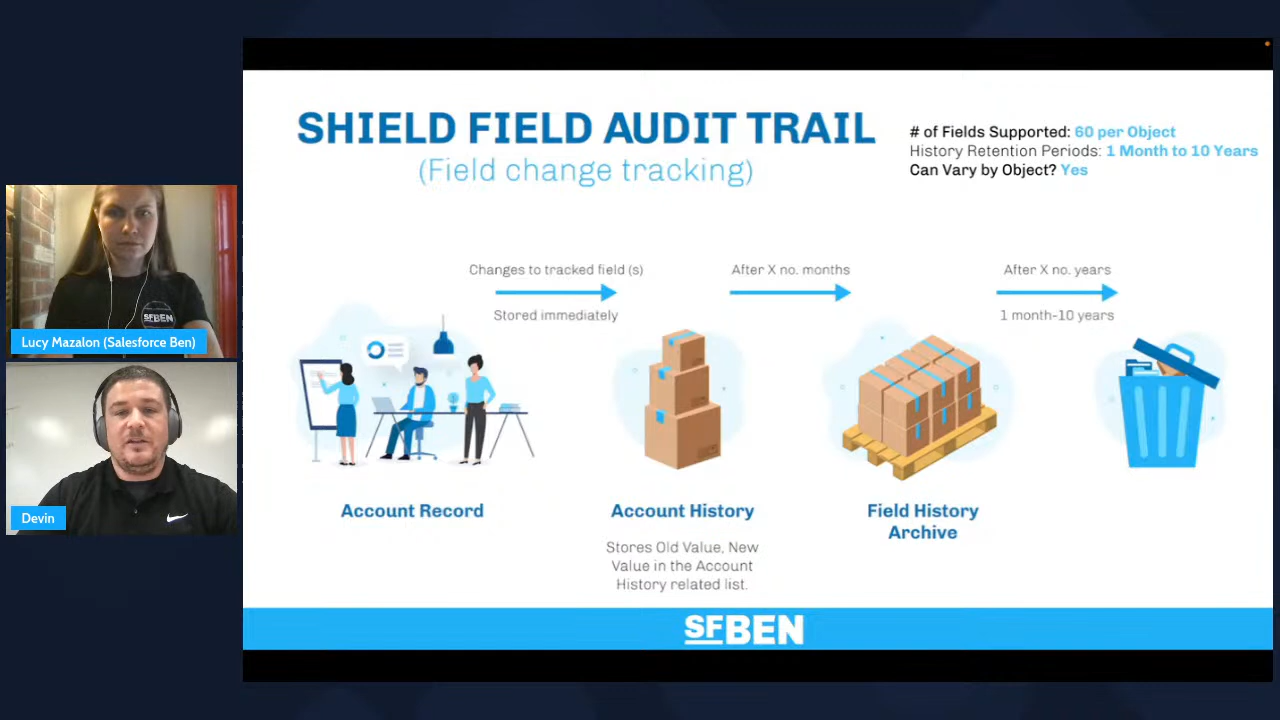 SHIELD FIELD AUDIT TRAIL
(Field change tracking)
# of Fields Supported: 60 per Object
History Retention Periods: 1 Month to 10 Years
Can Vary by Object? Yes
Changes to tracked field (s)
Stored immediately
After X no. months
After X no. years
1 month-10 years
Account Record
Account History
Stores Old Value, New
Value in the Account
History related list.
Field History
Archive
SFBEN
SFBEN
Lucy Mazalon (Salesforce Ben)
Devin